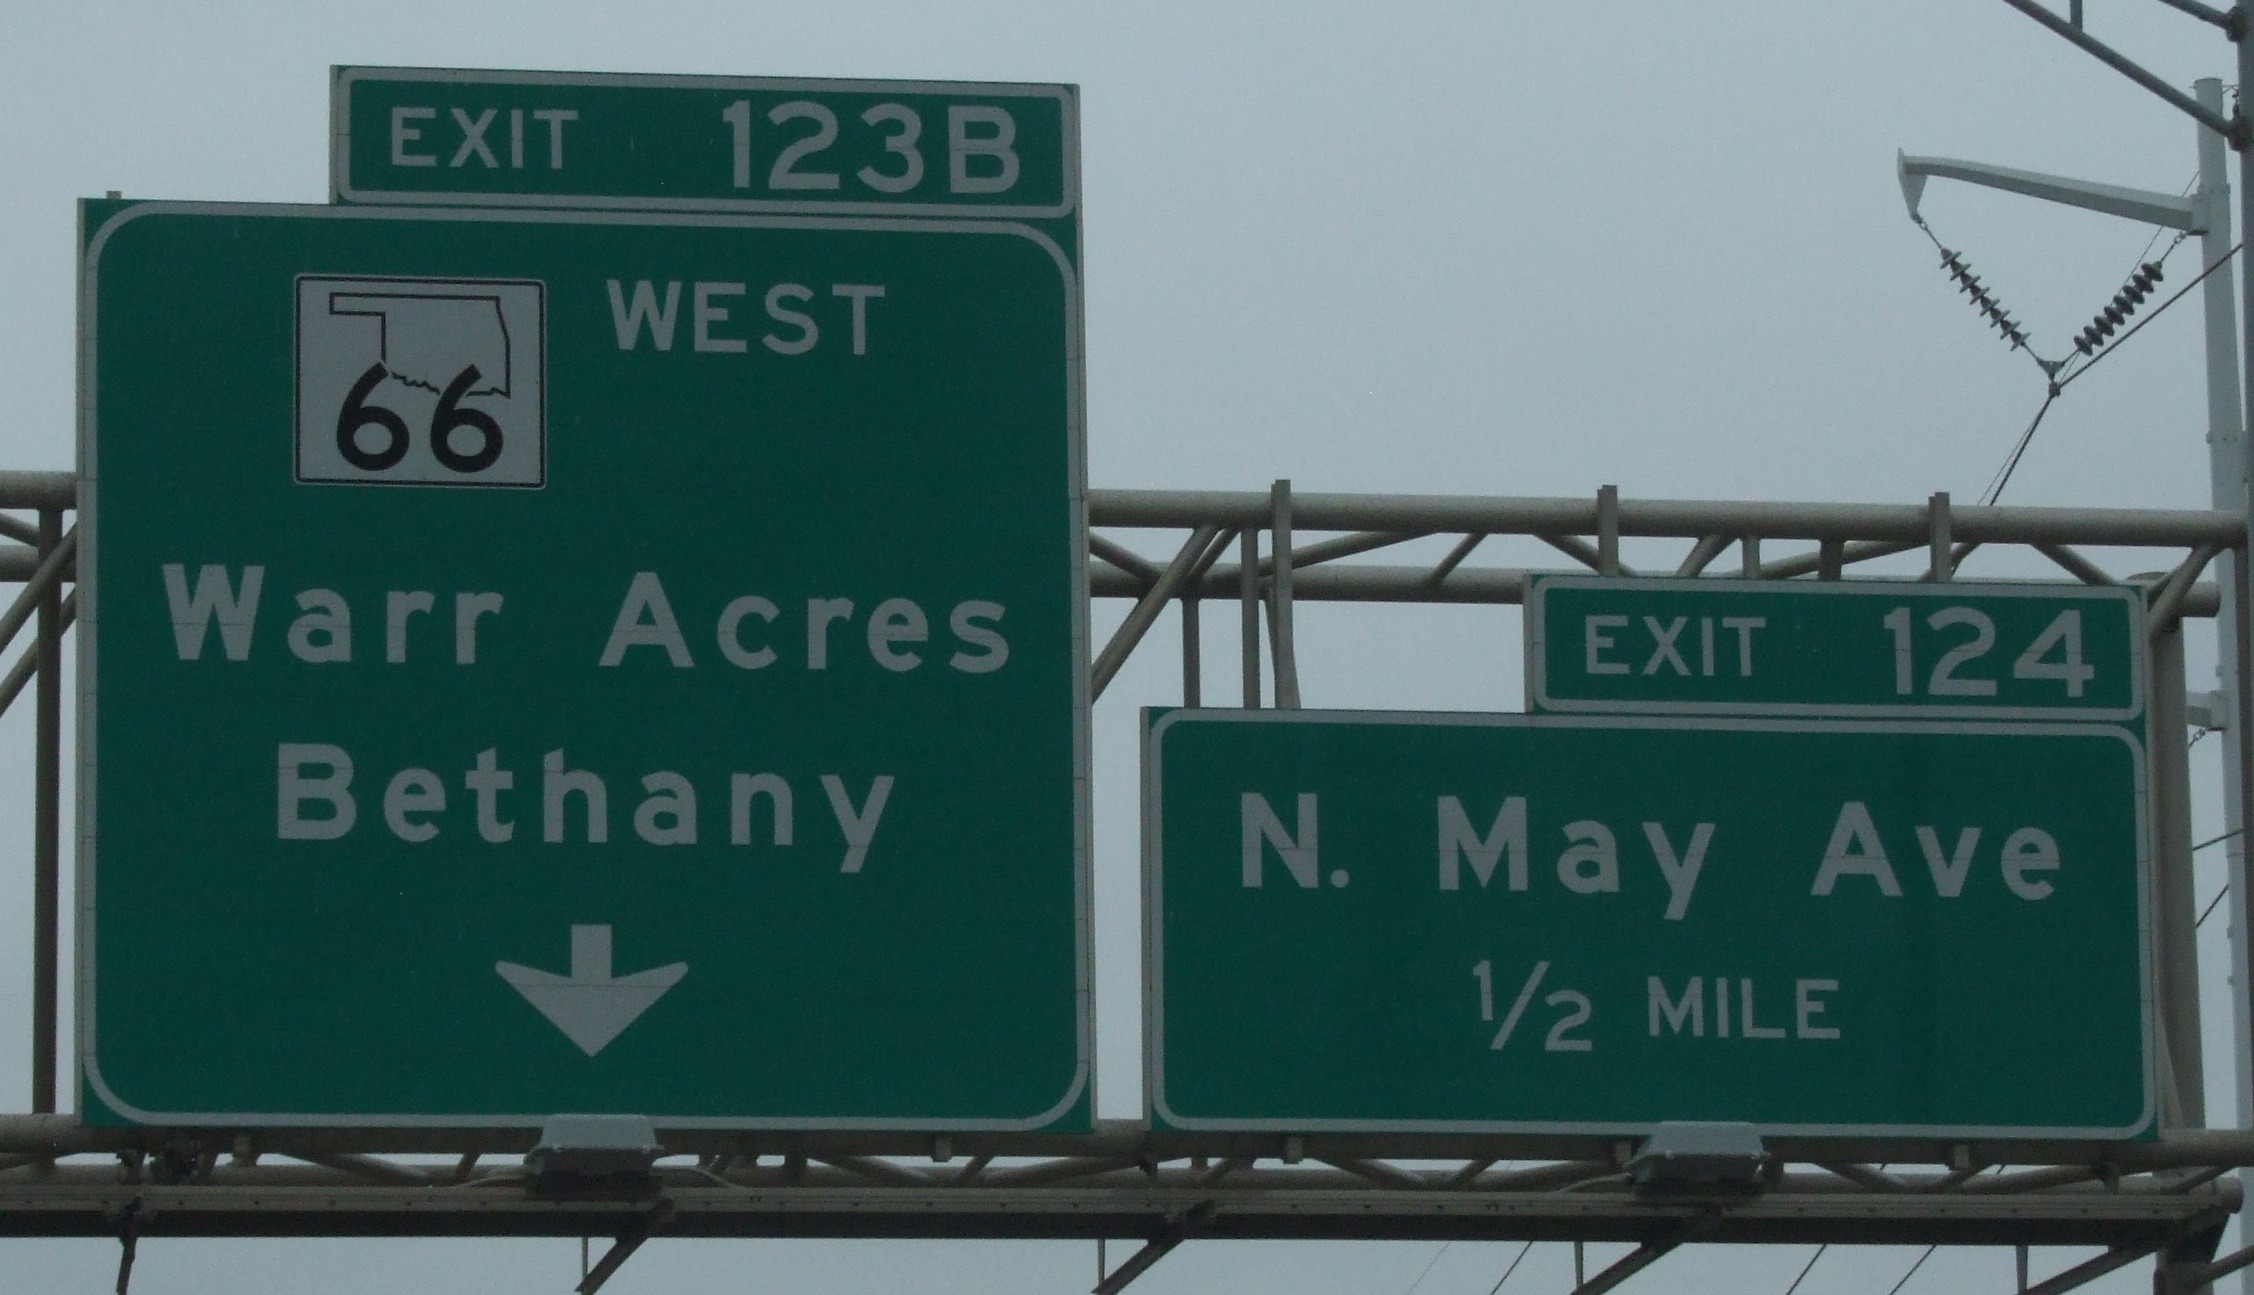 EXIT 123B
66 WEST
Warr Acres
Bethany
EXIT 124
N. May Ave
1/2 MILE